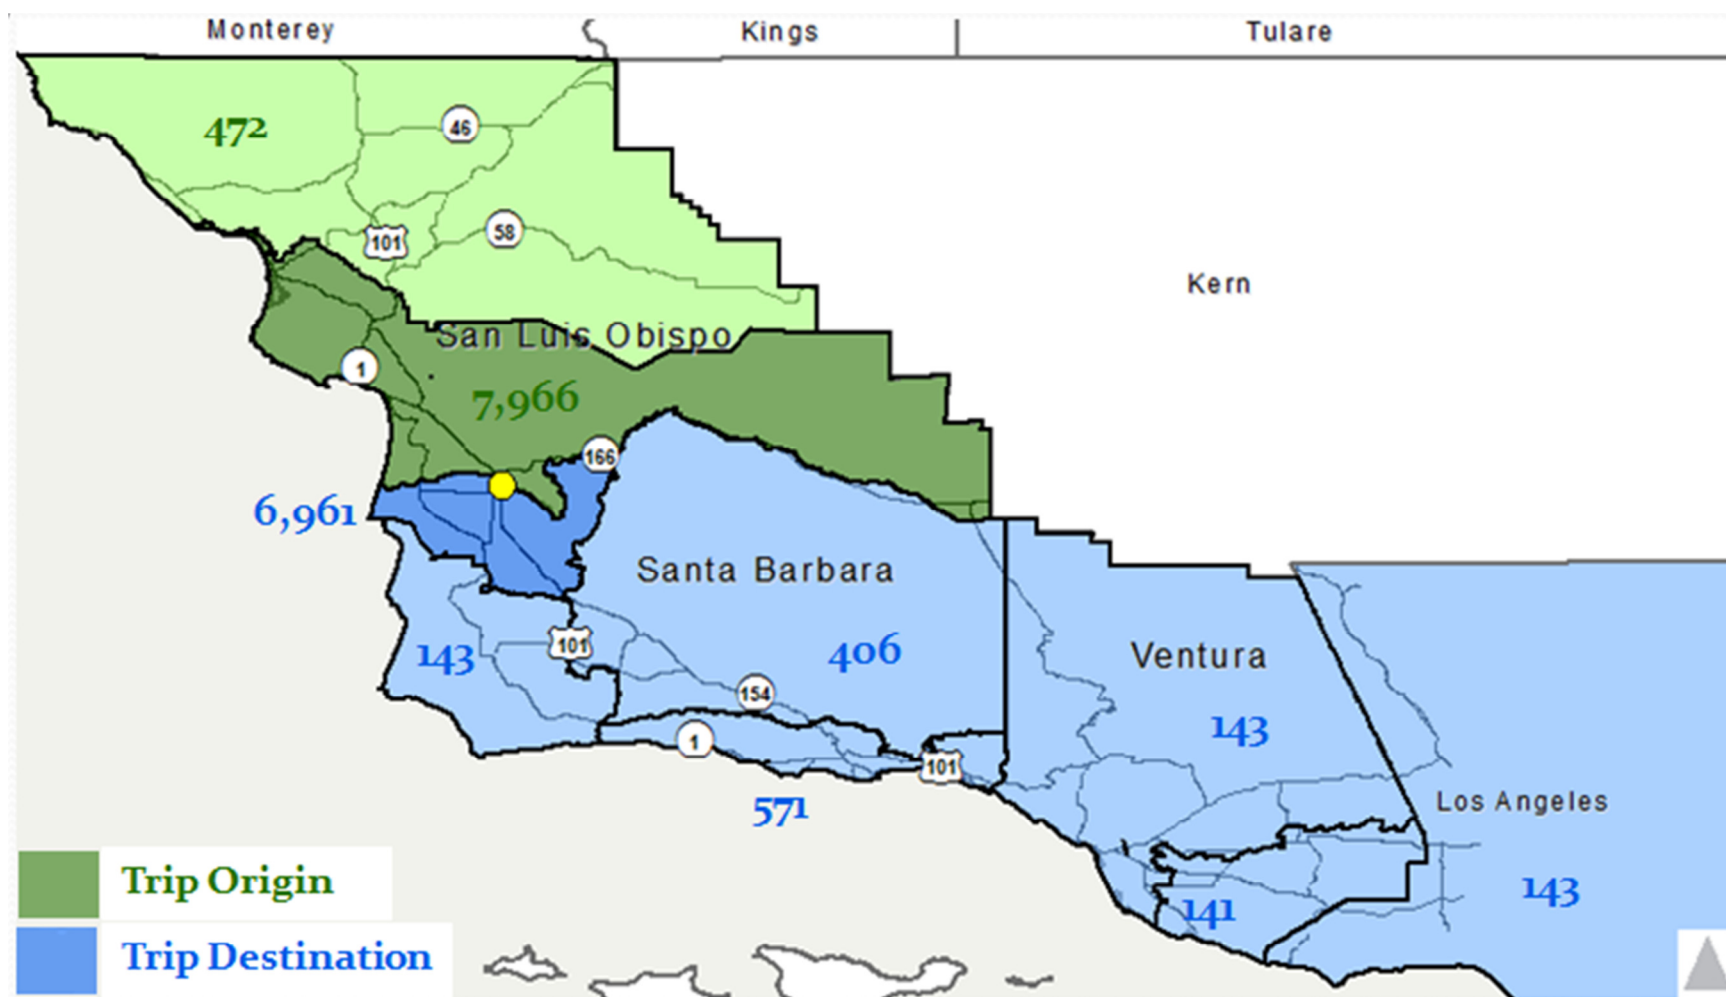 Monterey
Kings
Tulare
472
46
101
58
Kern
San Luis Obispo
1
7,966
166
6,961
Santa Barbara
143
101
406
Ventura
154
143
1
101
571
Los Angeles
Trip Origin
143
141
Trip Destination